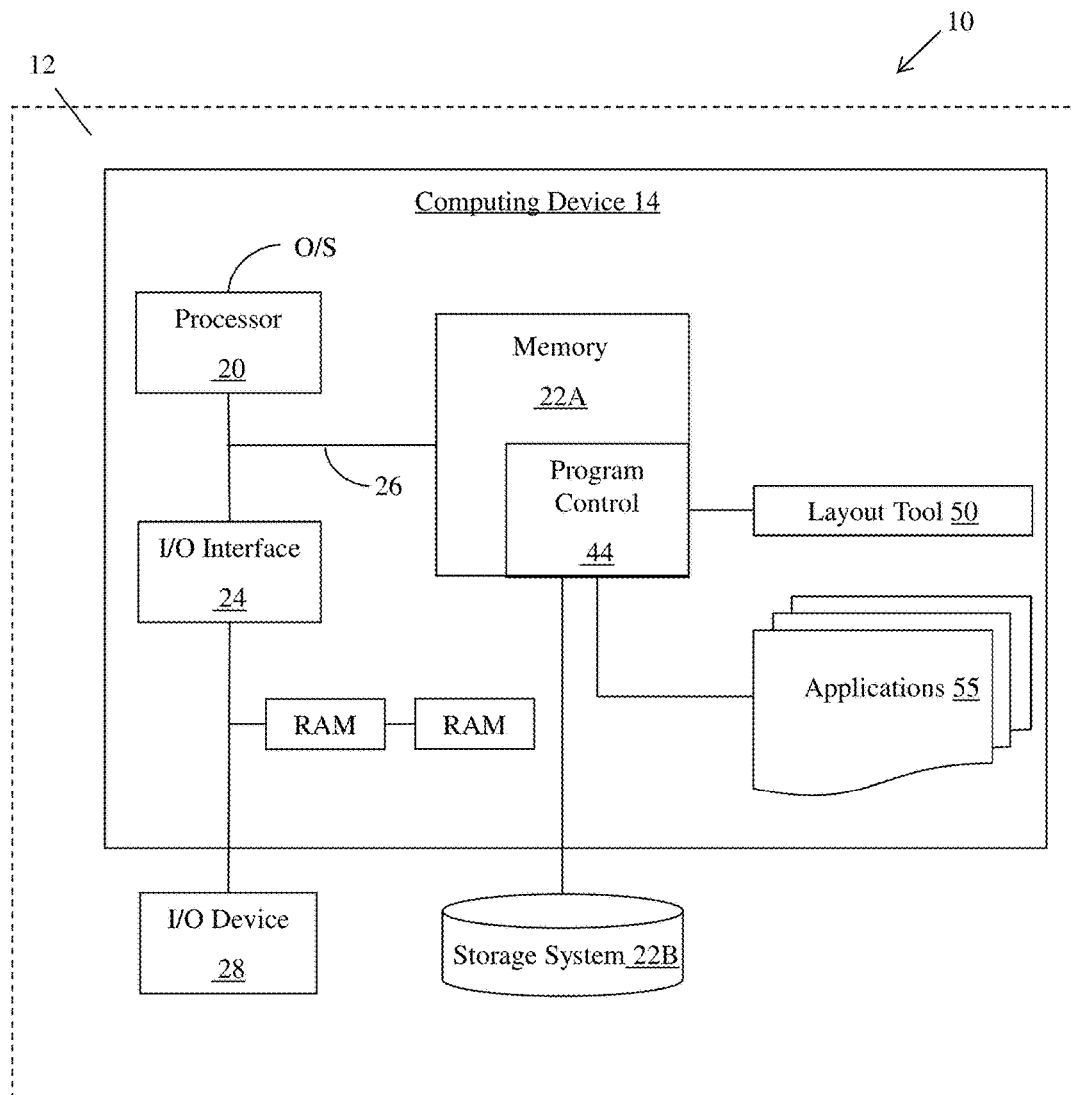 10
12
Computing Device 14
O/S
Processor
20
Memory
22A
26
Program
Control
44
Layout Tool 50
I/O Interface
24
Applications 55
RAM
RAM
I/O Device
28
Storage System 22B